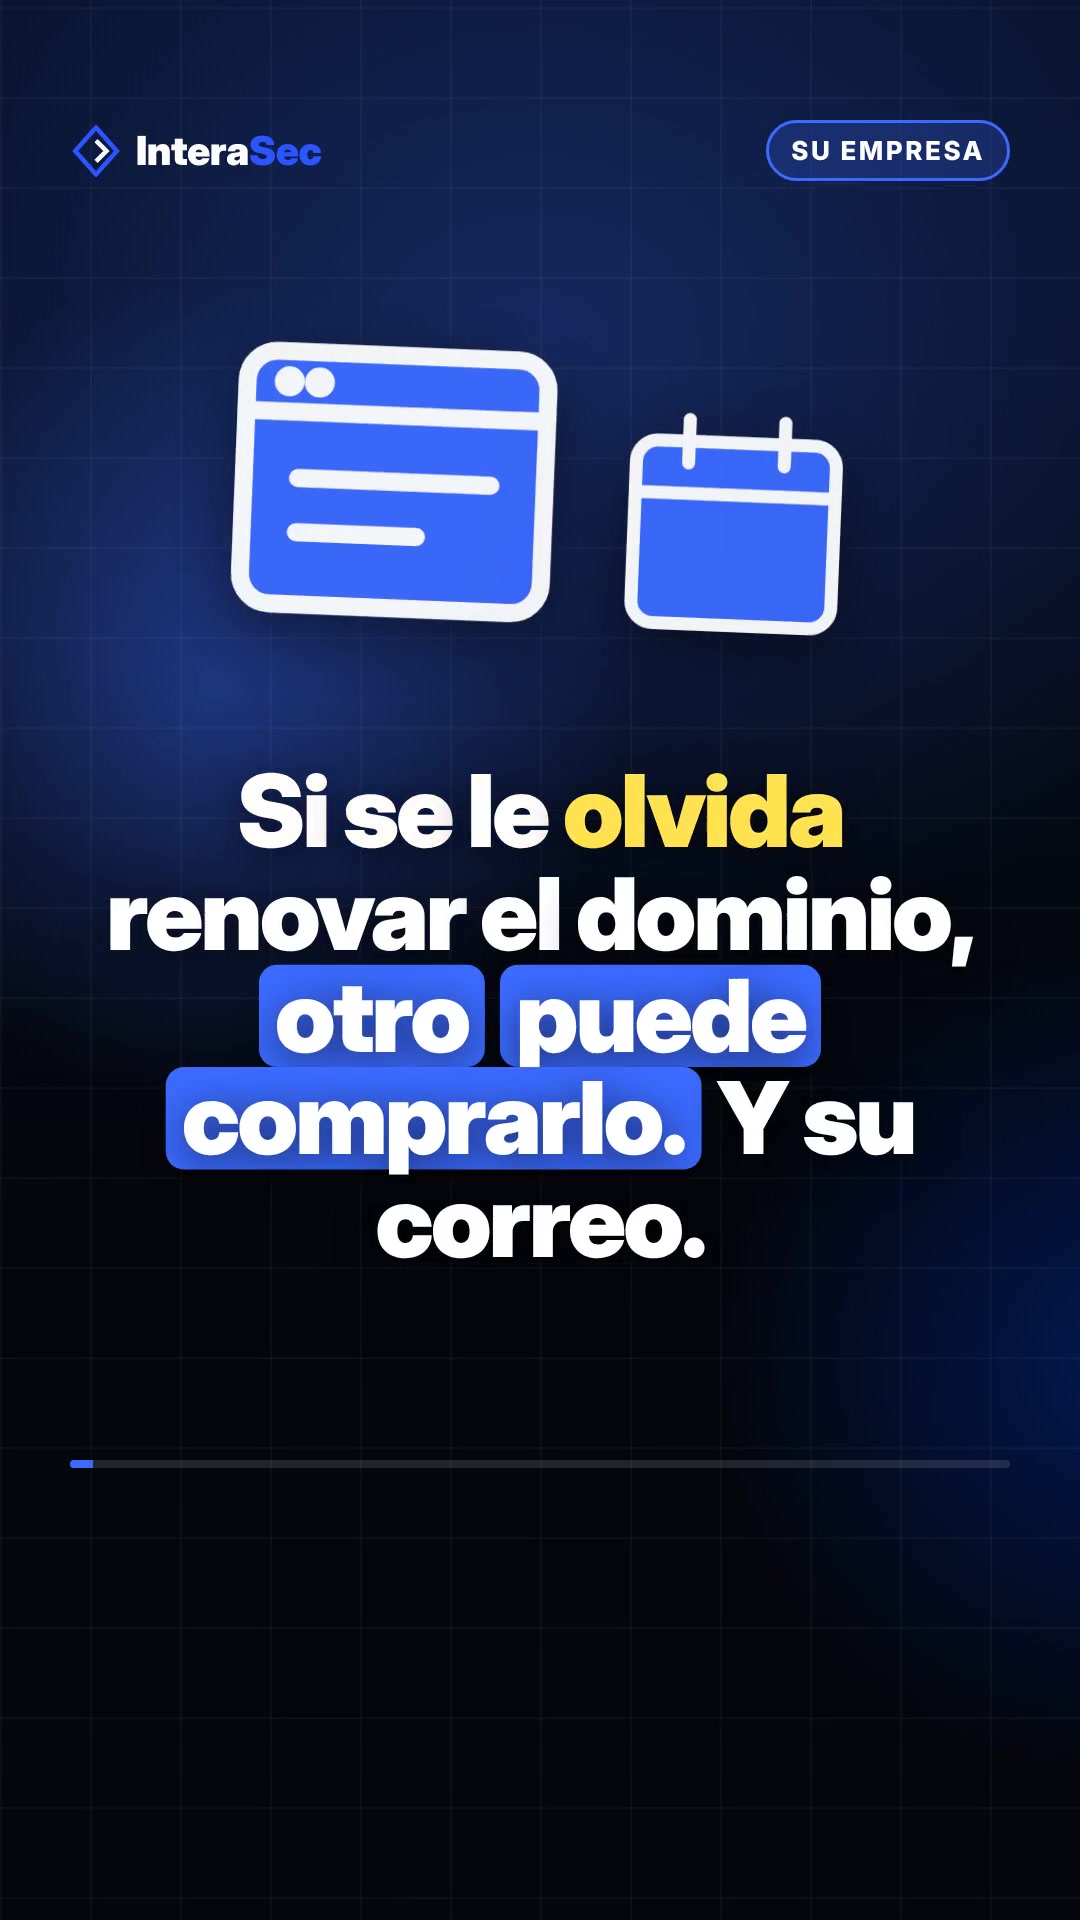 InteraSec
SU EMPRESA
Si se le olvida
renovar el dominio,
otro puede
comprarlo. Y su
correo.